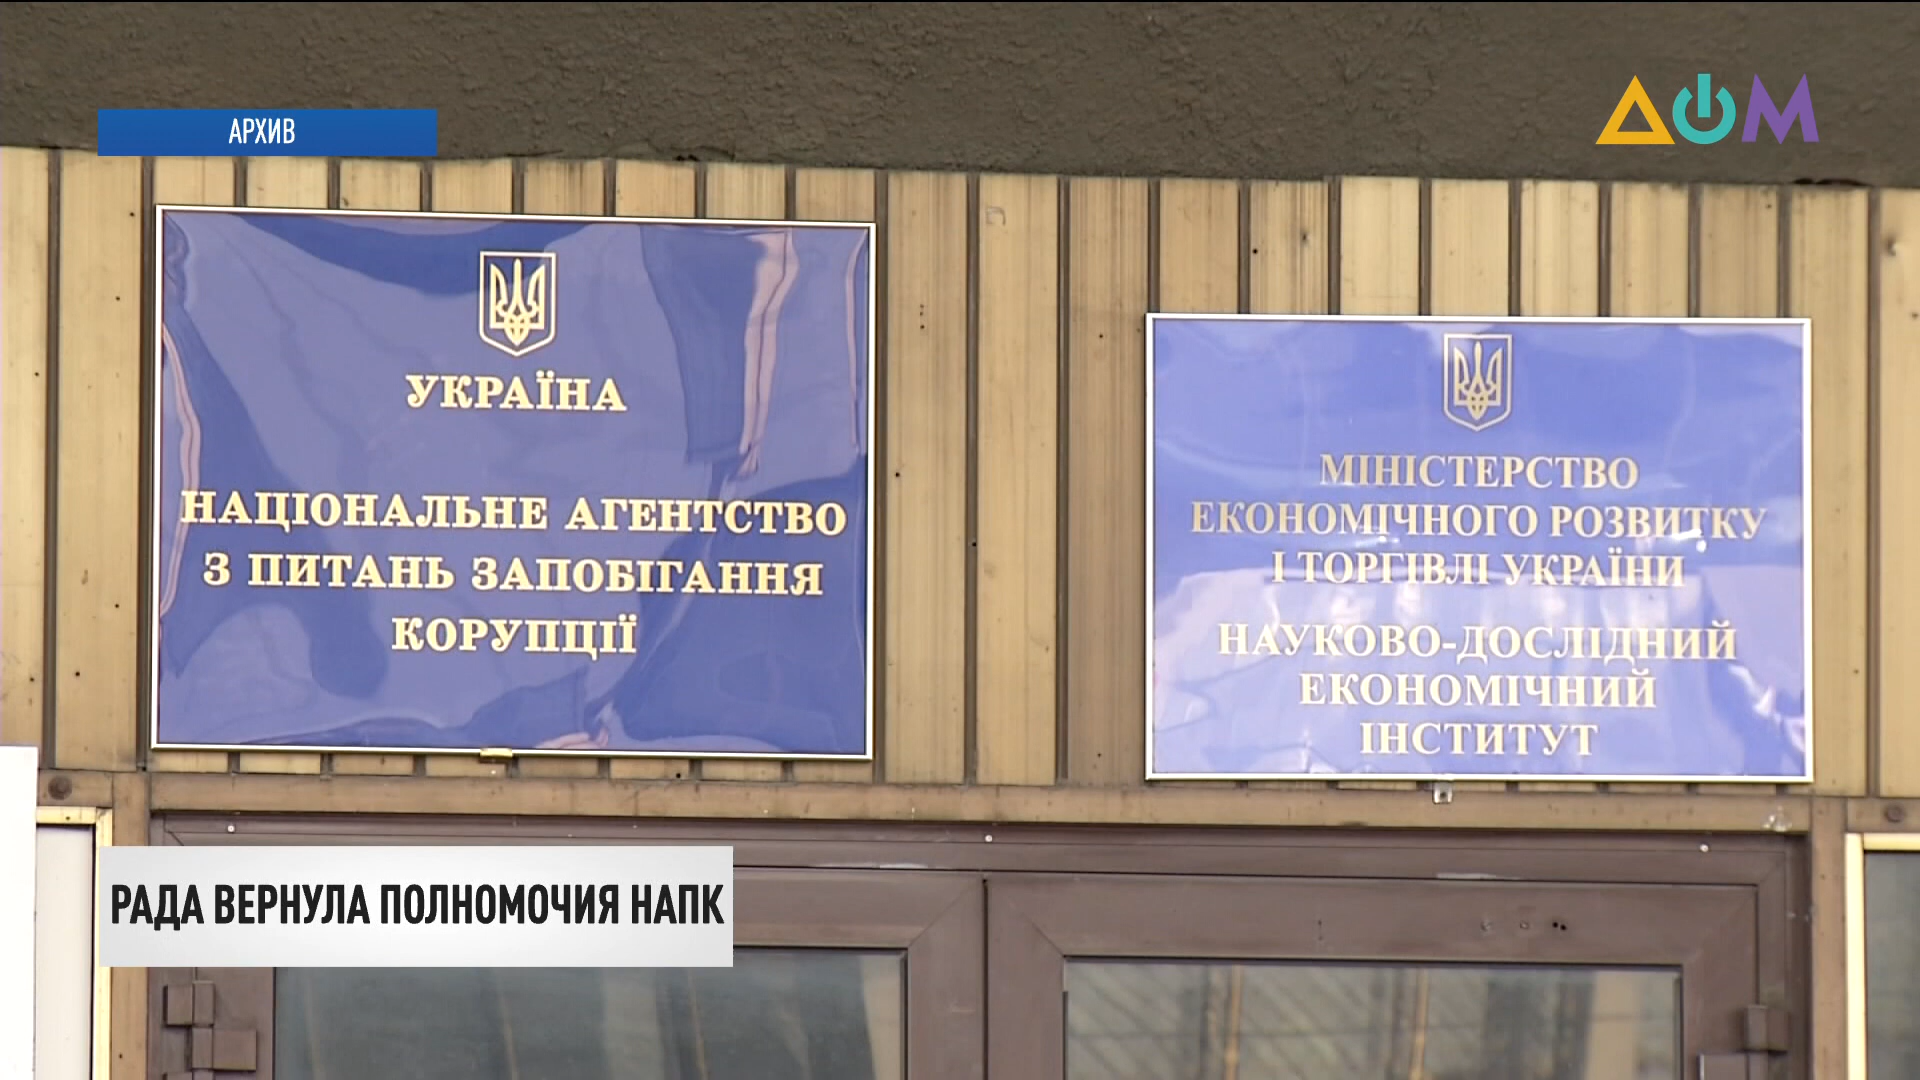 АРХИВ
ДОМ
УКРАЇНА
НАЦІОНАЛЬНЕ АГЕНТСТВО
З ПИТАНЬ ЗАПОБІГАННЯ
КОРУПЦІЇ
МІНІСТЕРСТВО
ЕКОНОМІЧНОГО РОЗВИТКУ
І ТОРГІВЛІ УКРАЇНИ
НАУКОВО-ДОСЛІДНИЙ
ЕКОНОМІЧНИЙ
ІНСТИТУТ
РАДА ВЕРНУЛА ПОЛНОМОЧИЯ НАПК